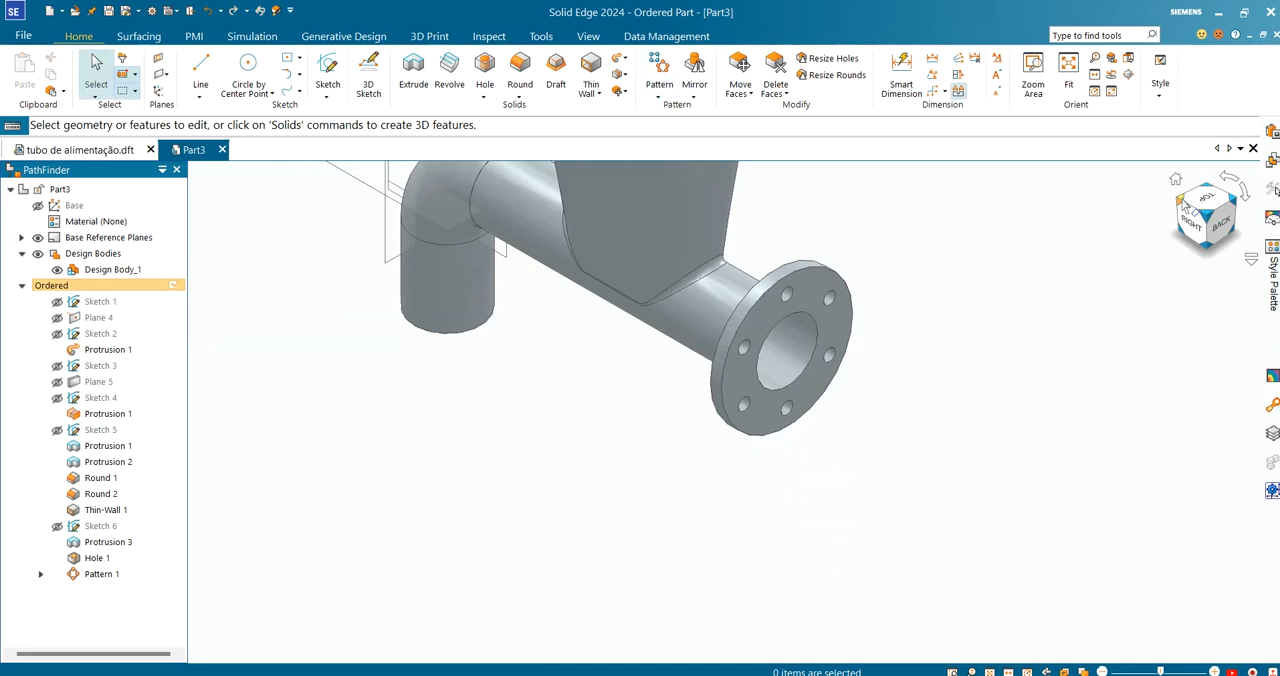 SE
Solid Edge 2024 - Ordered Part - [Part3]
SIEMENS
File
Home
Surfacing
PMI
Simulation
Generative Design
3D Print
Inspect
Tools
View
Data Management
Type to find tools
Paste
Clipboard
Select
Select
Planes
Line
Circle by
Center Point
Sketch
Sketch
3D
Sketch
Extrude
Revolve
Hole
Round
Draft
Thin
Wall
Solids
Pattern
Mirror
Pattern
Move
Faces
Delete
Faces
Resize Holes
Resize Rounds
Modify
Smart
Dimension
Dimension
Zoom
Area
Fit
Orient
Style
Select geometry or features to edit, or click on 'Solids' commands to create 3D features.
tubo de alimentação.dft
Part3
PathFinder
Part3
Base
Material (None)
Base Reference Planes
Design Bodies
Design Body_1
Ordered
Sketch 1
Plane 4
Sketch 2
Protrusion 1
Sketch 3
Plane 5
Sketch 4
Protrusion 1
Sketch 5
Protrusion 1
Protrusion 2
Round 1
Round 2
Thin-Wall 1
Sketch 6
Protrusion 3
Hole 1
Pattern 1
TOP
RIGHT
BACK
Style Palette
0 items are selected